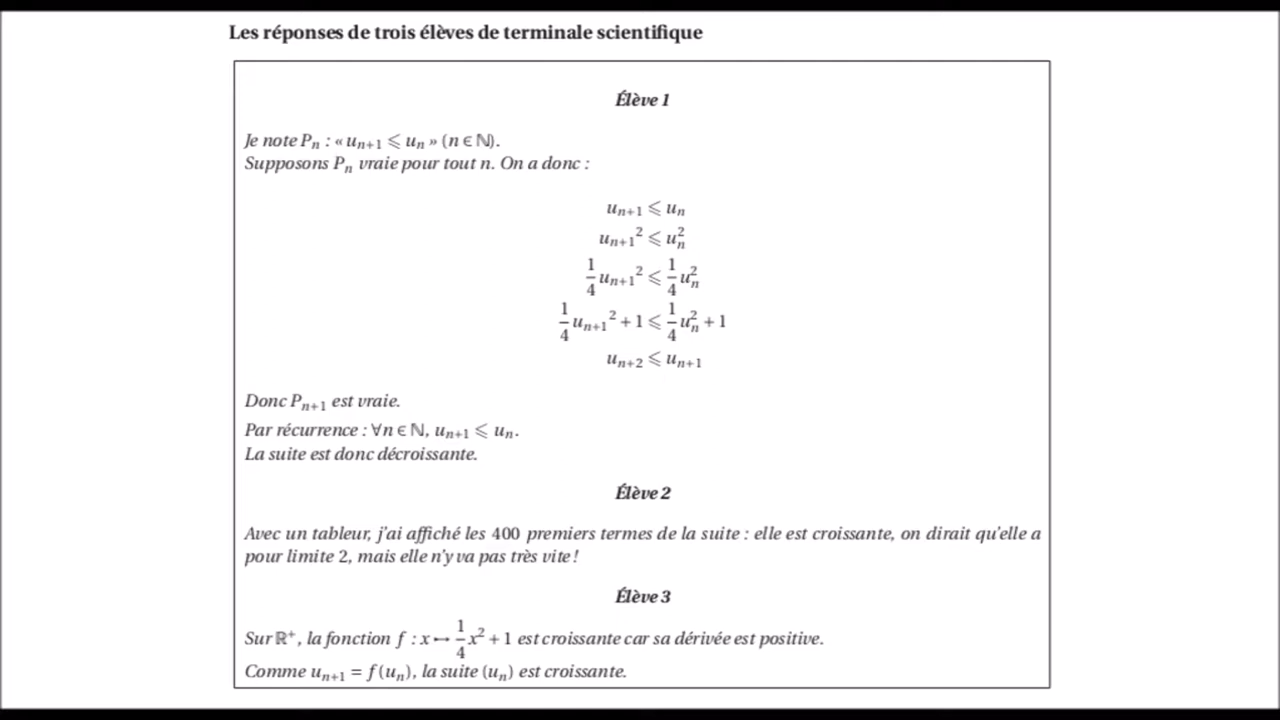 Les réponses de trois élèves de terminale scientifique
Élève 1
Je note Pₙ : « uₙ₊₁ ⩽ uₙ » (n ∈ ℕ).
Supposons Pₙ vraie pour tout n. On a donc :
uₙ₊₁ ⩽ uₙ
uₙ₊₁² ⩽ uₙ²
1/4 uₙ₊₁² ⩽ 1/4 uₙ²
1/4 uₙ₊₁² + 1 ⩽ 1/4 uₙ² + 1
uₙ₊₂ ⩽ uₙ₊₁
Donc Pₙ₊₁ est vraie.
Par récurrence : ∀n ∈ ℕ, uₙ₊₁ ⩽ uₙ.
La suite est donc décroissante.
Élève 2
Avec un tableur, j'ai affiché les 400 premiers termes de la suite : elle est croissante, on dirait qu'elle a
pour limite 2, mais elle n'y va pas très vite !
Élève 3
Sur ℝ⁺, la fonction f : x ↦ 1/4 x² + 1 est croissante car sa dérivée est positive.
Comme uₙ₊₁ = f(uₙ), la suite (uₙ) est croissante.